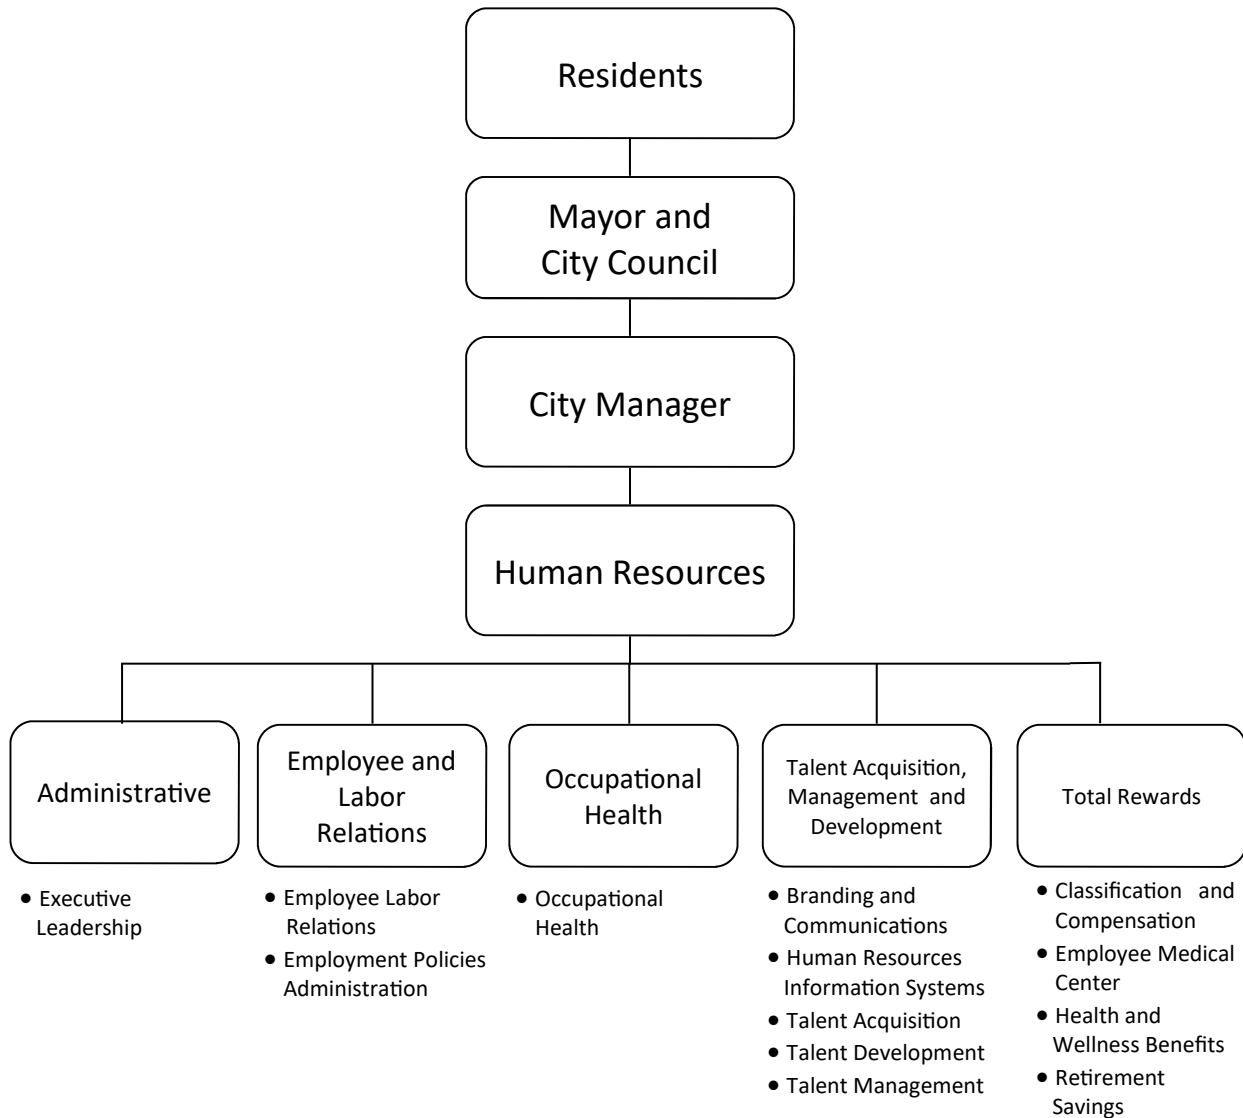 Residents
Mayor and
City Council
City Manager
Human Resources
Administrative
• Executive
Leadership
Employee and
Labor
Relations
• Employee Labor
Relations
• Employment Policies
Administration
Occupational
Health
• Occupational
Health
Talent Acquisition,
Management and
Development
• Branding and
Communications
• Human Resources
Information Systems
• Talent Acquisition
• Talent Development
• Talent Management
Total Rewards
• Classification and
Compensation
• Employee Medical
Center
• Health and
Wellness Benefits
• Retirement
Savings